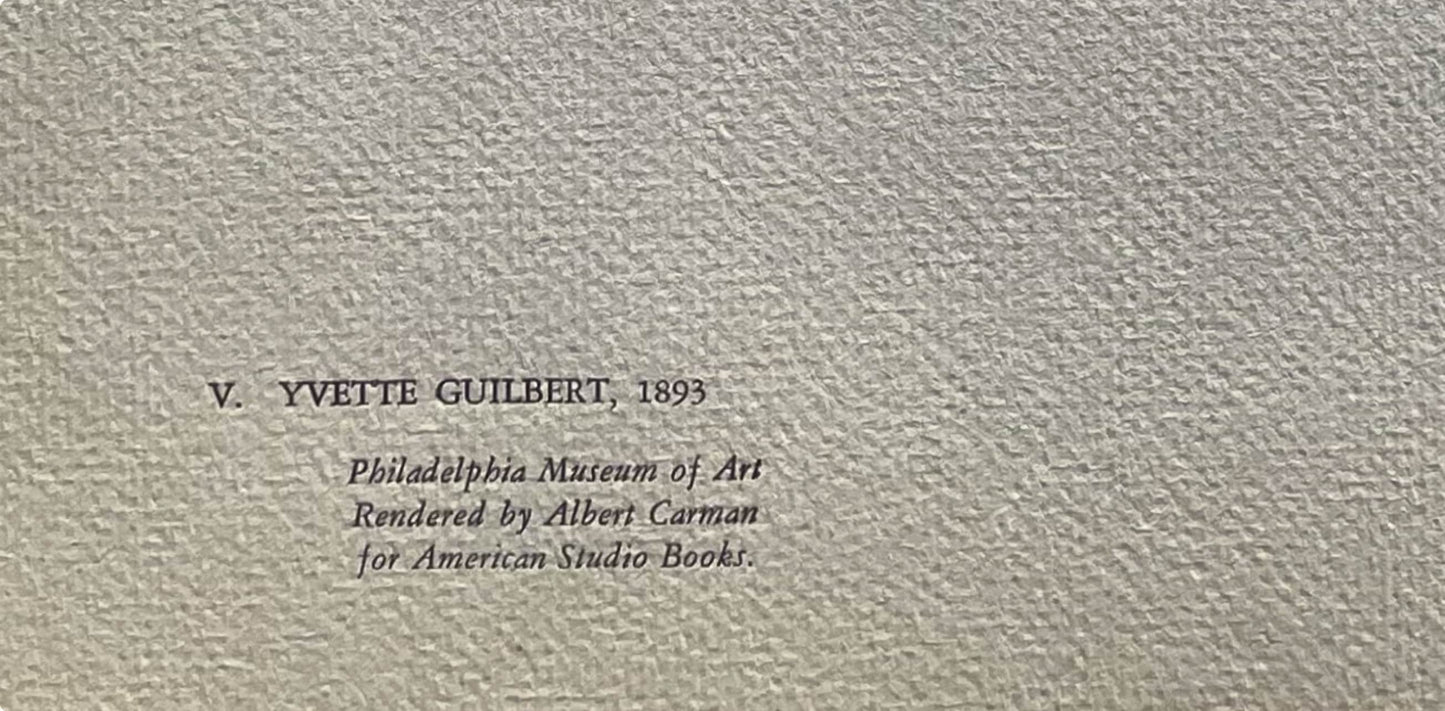 V. YVETTE GUILBERT, 1893
Philadelphia Museum of Art
Rendered by Albert Carman
for American Studio Books.